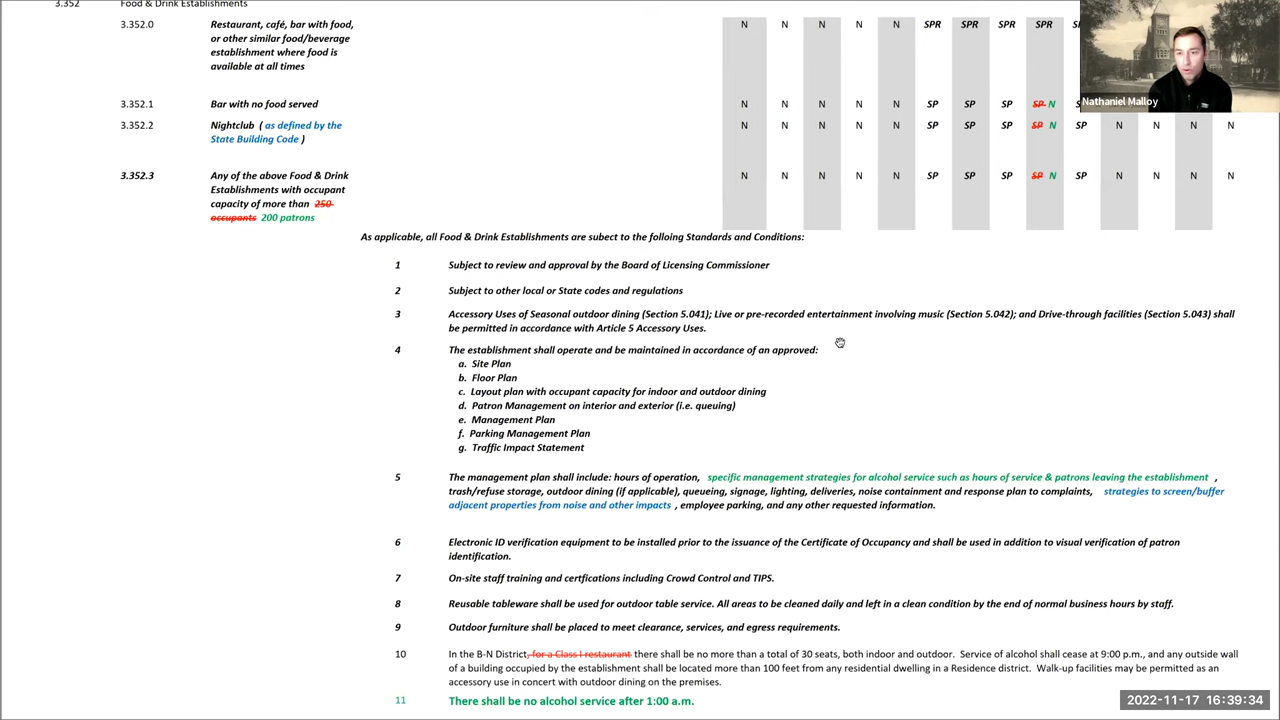 3.352 Food & Drink Establishments
3.352.0 Restaurant, café, bar with food, N N N N N SPR SPR SPR SPR
or other similar food/beverage
establishment where food is
available at all times
3.352.1 Bar with no food served N N N N N SP SP SP SP N
Nathaniel Malloy
3.352.2 Nightclub ( as defined by the N N N N N SP SP SP SP N SP N N N N
State Building Code )
3.352.3 Any of the above Food & Drink N N N N N SP SP SP SP N SP N N N N
Establishments with occupant
capacity of more than 250
occupants 200 patrons
As applicable, all Food & Drink Establishments are subect to the folloing Standards and Conditions:
1 Subject to review and approval by the Board of Licensing Commissioner
2 Subject to other local or State codes and regulations
3 Accessory Uses of Seasonal outdoor dining (Section 5.041); Live or pre-recorded entertainment involving music (Section 5.042); and Drive-through facilities (Section 5.043) shall
be permitted in accordance with Article 5 Accessory Uses.
4 The establishment shall operate and be maintained in accordance of an approved:
a. Site Plan
b. Floor Plan
c. Layout plan with occupant capacity for indoor and outdoor dining
d. Patron Management on interior and exterior (i.e. queuing)
e. Management Plan
f. Parking Management Plan
g. Traffic Impact Statement
5 The management plan shall include: hours of operation, specific management strategies for alcohol service such as hours of service & patrons leaving the establishment ,
trash/refuse storage, outdoor dining (if applicable), queueing, signage, lighting, deliveries, noise containment and response plan to complaints, strategies to screen/buffer
adjacent properties from noise and other impacts , employee parking, and any other requested information.
6 Electronic ID verification equipment to be installed prior to the issuance of the Certificate of Occupancy and shall be used in addition to visual verification of patron
identification.
7 On-site staff training and certfications including Crowd Control and TIPS.
8 Reusable tableware shall be used for outdoor table service. All areas to be cleaned daily and left in a clean condition by the end of normal business hours by staff.
9 Outdoor furniture shall be placed to meet clearance, services, and egress requirements.
10 In the B-N District, for a Class I restaurant there shall be no more than a total of 30 seats, both indoor and outdoor. Service of alcohol shall cease at 9:00 p.m., and any outside wall
of a building occupied by the establishment shall be located more than 100 feet from any residential dwelling in a Residence district. Walk-up facilities may be permitted as an
accessory use in concert with outdoor dining on the premises.
11 There shall be no alcohol service after 1:00 a.m.
2022-11-17 16:39:34